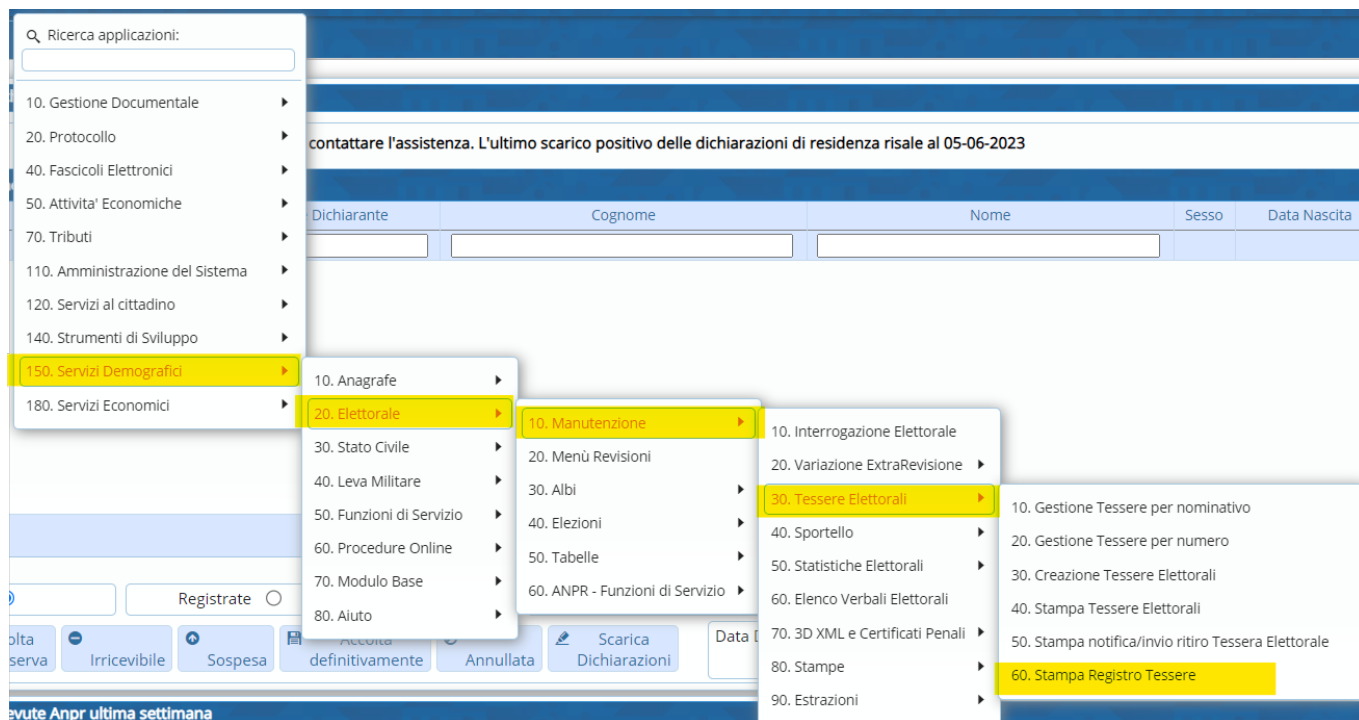 Ricerca applicazioni:
10. Gestione Documentale
20. Protocollo
40. Fascicoli Elettronici
50. Attivita' Economiche
70. Tributi
110. Amministrazione del Sistema
120. Servizi al cittadino
140. Strumenti di Sviluppo
150. Servizi Demografici
180. Servizi Economici
contattare l'assistenza. L'ultimo scarico positivo delle dichiarazioni di residenza risale al 05-06-2023
Dichiarante Cognome Nome Sesso Data Nascita
10. Anagrafe
20. Elettorale
30. Stato Civile
40. Leva Militare
50. Funzioni di Servizio
60. Procedure Online
70. Modulo Base
80. Aiuto
10. Manutenzione
20. Menù Revisioni
30. Albi
40. Elezioni
50. Tabelle
60. ANPR - Funzioni di Servizio
10. Interrogazione Elettorale
20. Variazione ExtraRevisione
30. Tessere Elettorali
40. Sportello
50. Statistiche Elettorali
60. Elenco Verbali Elettorali
70. 3D XML e Certificati Penali
80. Stampe
90. Estrazioni
10. Gestione Tessere per nominativo
20. Gestione Tessere per numero
30. Creazione Tessere Elettorali
40. Stampa Tessere Elettorali
50. Stampa notifica/invio ritiro Tessera Elettorale
60. Stampa Registro Tessere
Registrate
Irricevibile
Sospesa
Accolta
definitivamente
Annullata
Scarica
Dichiarazioni
Data
Anpr ultima settimana